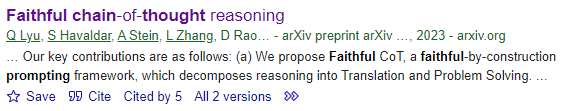 Faithful chain-of-thought reasoning
Q Lyu, S Havaldar, A Stein, L Zhang, D Rao… - arXiv preprint arXiv …, 2023 - arxiv.org
… Our key contributions are as follows: (a) We propose Faithful CoT, a faithful-by-construction
prompting framework, which decomposes reasoning into Translation and Problem Solving. …
Save Cite Cited by 5 All 2 versions